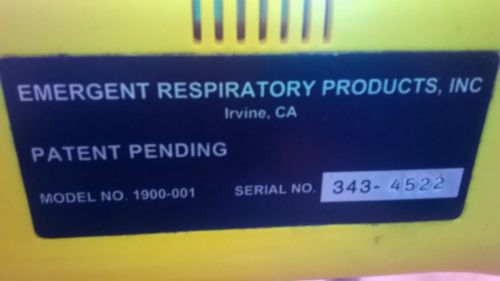 EMERGENT RESPIRATORY PRODUCTS, INC
Irvine, CA
PATENT PENDING
MODEL NO. 1900-001 SERIAL NO. 343-4522